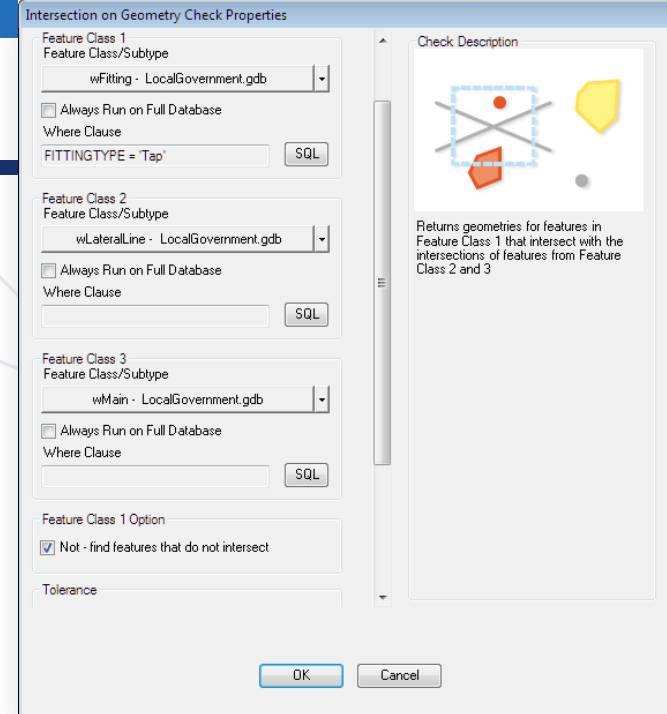 Intersection on Geometry Check Properties
Feature Class 1
Feature Class/Subtype
wFitting - LocalGovernment.gdb
Always Run on Full Database
Where Clause
FITTINGTYPE = 'Tap'
SQL
Feature Class 2
Feature Class/Subtype
wLateralLine - LocalGovernment.gdb
Always Run on Full Database
Where Clause
SQL
Feature Class 3
Feature Class/Subtype
wMain - LocalGovernment.gdb
Always Run on Full Database
Where Clause
SQL
Feature Class 1 Option
Not - find features that do not intersect
Tolerance
Check Description
Returns geometries for features in
Feature Class 1 that intersect with the
intersections of features from Feature
Class 2 and 3
OK
Cancel